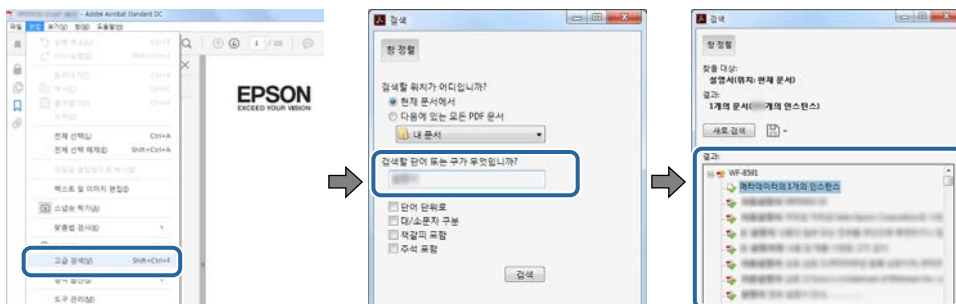 - Adobe Acrobat Standard DC
파일
보기(V)
창(W)
도움말(H)
Ctrl+Z
Shift+Ctrl+Z
Ctrl+X
Ctrl+C
Ctrl+V
전체 선택(L) Ctrl+A
전체 선택 해제(E) Shift+Ctrl+A
텍스트 및 이미지 편집(I)
스냅숏 찍기(A)
맞춤법 검사(G)
고급 검색(V) Shift+Ctrl+F
도구 관리(M)
1
EPSON
EXCEED YOUR VISION
검색
창 정렬
검색할 위치가 어디입니까?
현재 문서에서
다음에 있는 모든 PDF 문서
내 문서
검색할 단어 또는 구가 무엇입니까?
단어 단위로
대/소문자 구분
책갈피 포함
주석 포함
검색
검색
창 정렬
찾을 대상:
설명서(위치: 현재 문서)
결과:
1개의 문서( 개의 인스턴스)
새로 검색
결과:
WF-8591
메타데이터의 1개의 인스턴스